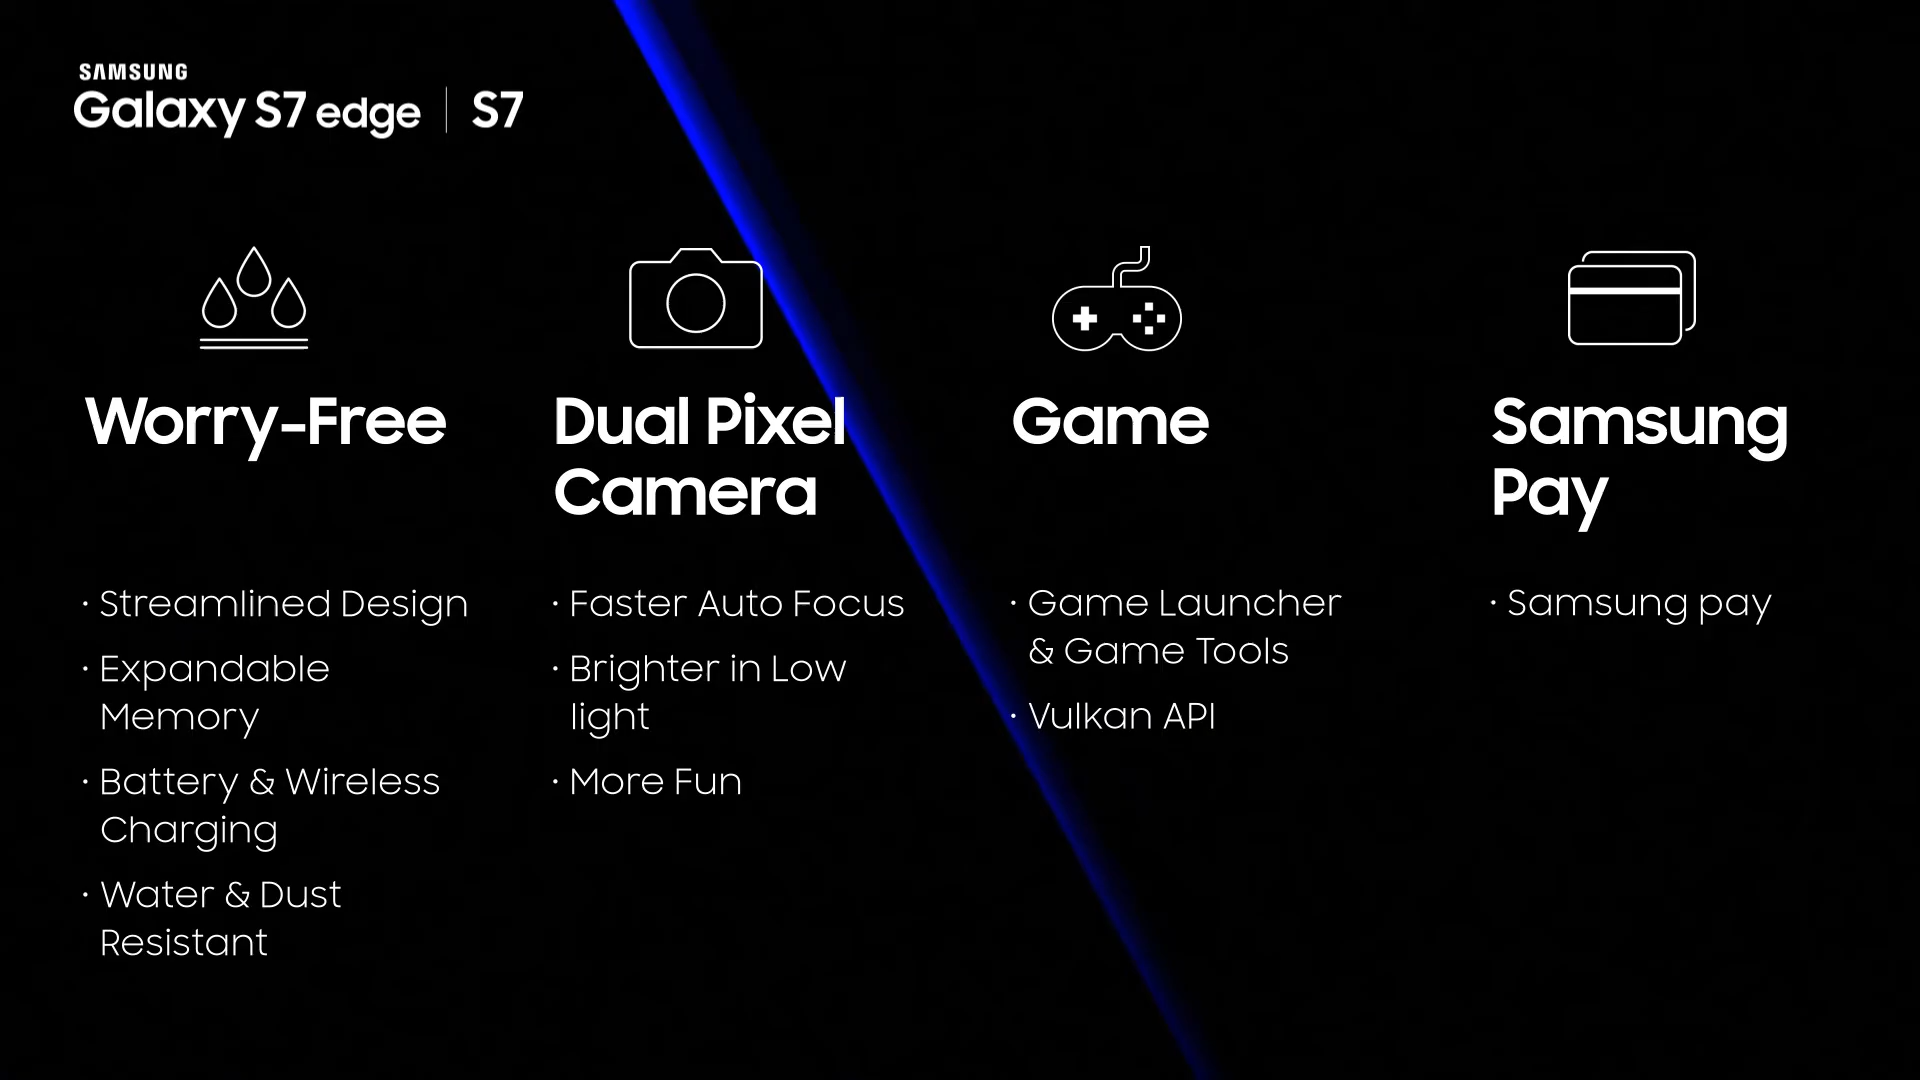 SAMSUNG
Galaxy S7 edge | S7
Worry-Free
· Streamlined Design
· Expandable
Memory
· Battery & Wireless
Charging
· Water & Dust
Resistant
Dual Pixel
Camera
· Faster Auto Focus
· Brighter in Low
light
· More Fun
Game
· Game Launcher
& Game Tools
· Vulkan API
Samsung
Pay
· Samsung pay